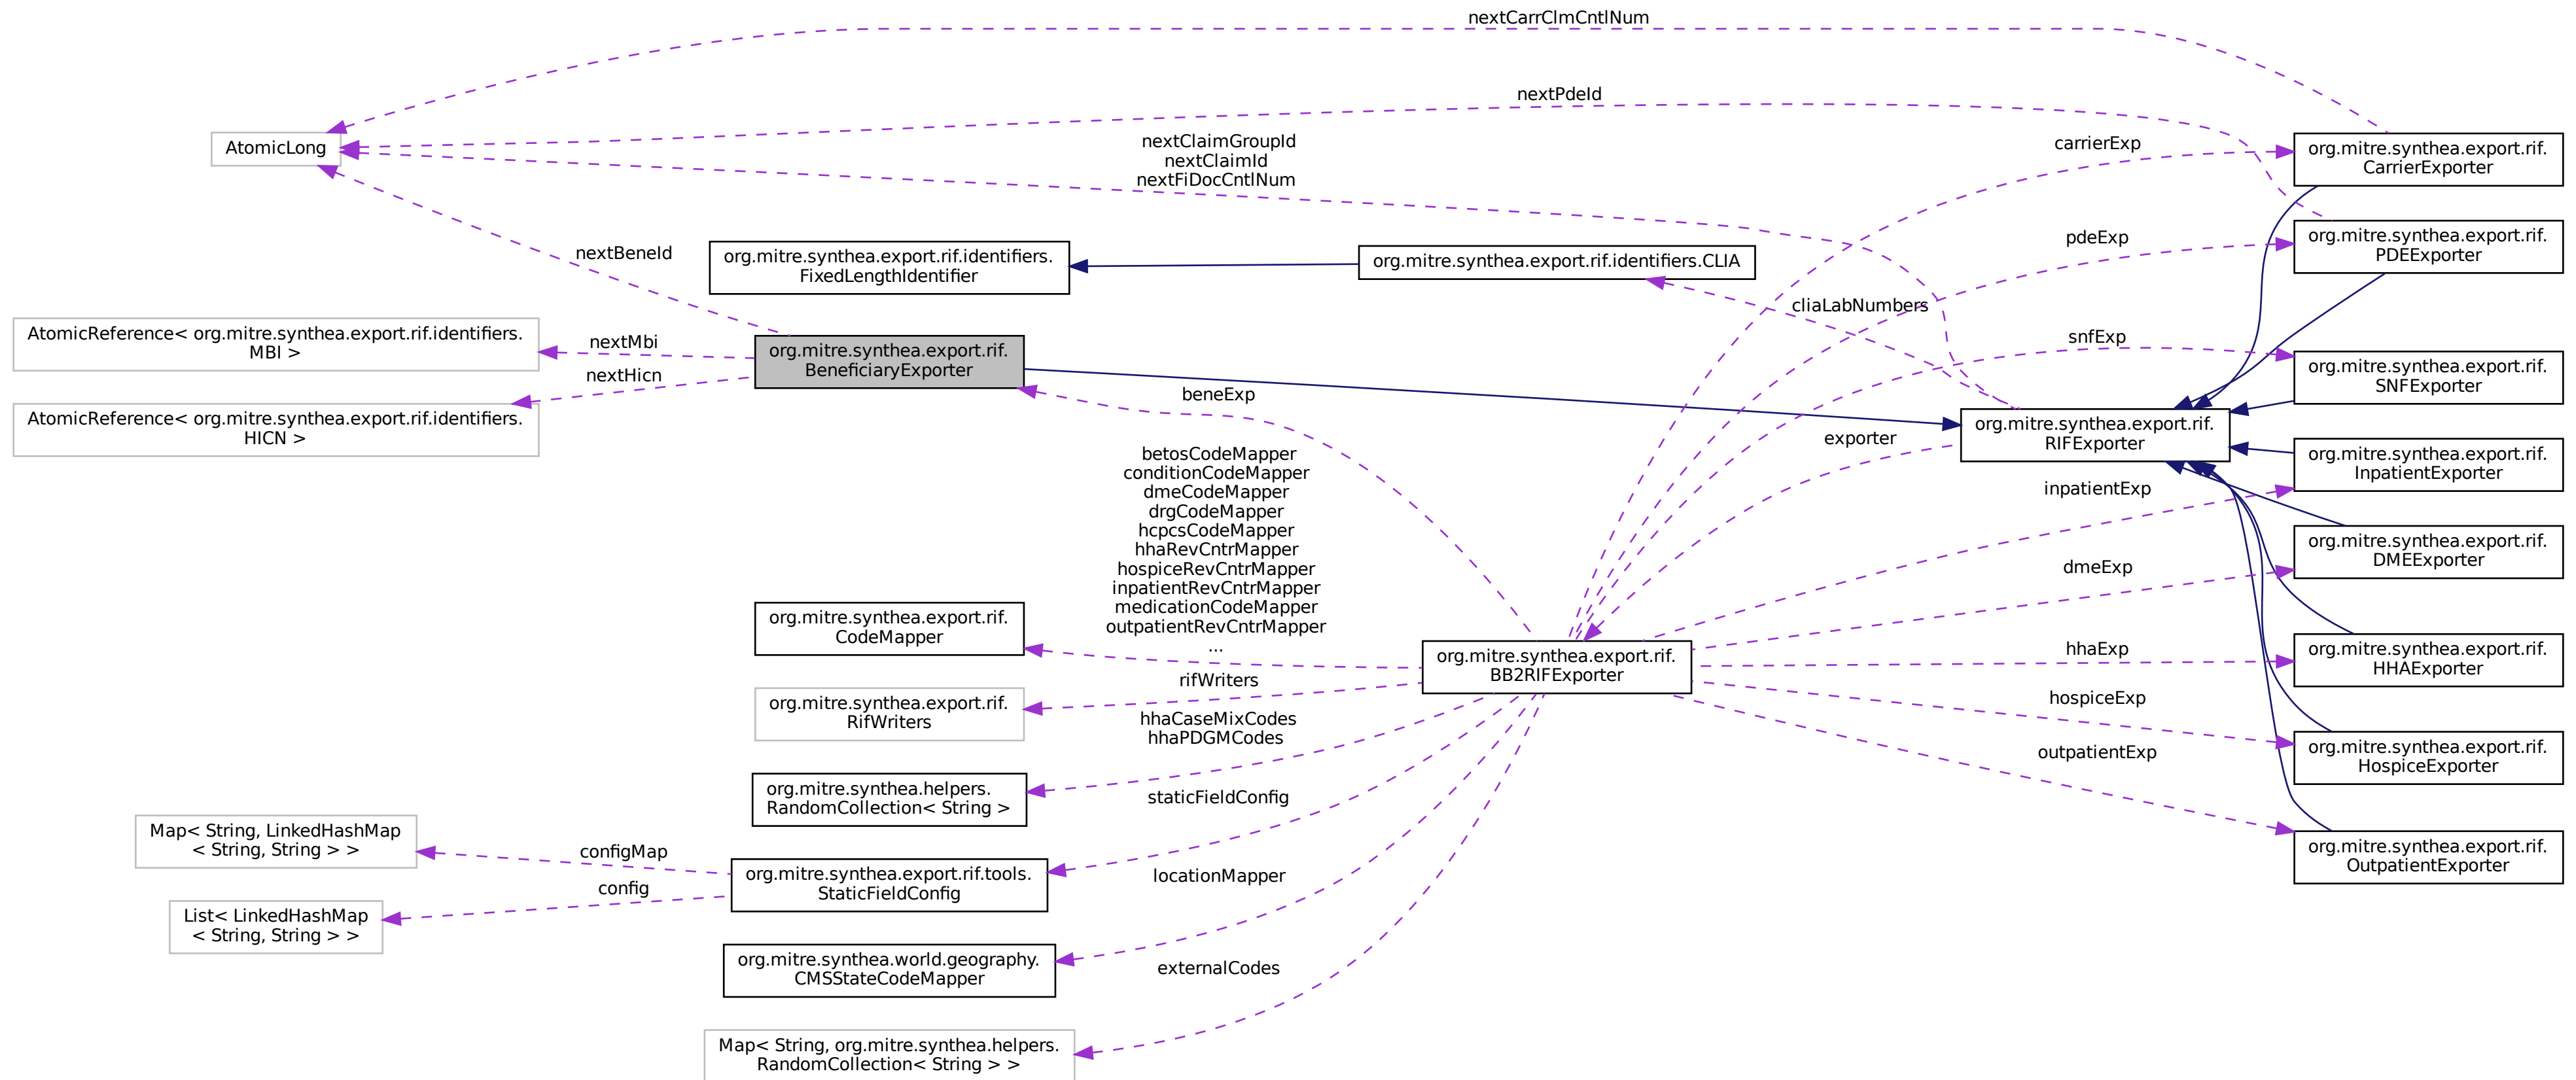 nextCarrClmCntlNum
nextPdeId
AtomicLong
nextClaimGroupId
nextClaimId
nextFiDocCntlNum
carrierExp
org.mitre.synthea.export.rif.
CarrierExporter
pdeExp
org.mitre.synthea.export.rif.
PDEExporter
nextBeneId
org.mitre.synthea.export.rif.identifiers.
FixedLengthIdentifier
org.mitre.synthea.export.rif.identifiers.CLIA
cliaLabNumbers
AtomicReference< org.mitre.synthea.export.rif.identifiers.
MBI >
nextMbi
nextHicn
AtomicReference< org.mitre.synthea.export.rif.identifiers.
HICN >
org.mitre.synthea.export.rif.
BeneficiaryExporter
beneExp
snfExp
org.mitre.synthea.export.rif.
SNFExporter
exporter
org.mitre.synthea.export.rif.
RIFExporter
org.mitre.synthea.export.rif.
InpatientExporter
inpatientExp
betosCodeMapper
conditionCodeMapper
dmeCodeMapper
drgCodeMapper
hcpcsCodeMapper
hhaRevCntrMapper
hospiceRevCntrMapper
inpatientRevCntrMapper
medicationCodeMapper
outpatientRevCntrMapper
...
org.mitre.synthea.export.rif.
DMEExporter
dmeExp
org.mitre.synthea.export.rif.
CodeMapper
org.mitre.synthea.export.rif.
BB2RIFExporter
hhaExp
org.mitre.synthea.export.rif.
HHAExporter
rifWriters
org.mitre.synthea.export.rif.
RifWriters
hospiceExp
org.mitre.synthea.export.rif.
HospiceExporter
hhaCaseMixCodes
hhaPDGMCodes
outpatientExp
org.mitre.synthea.helpers.
RandomCollection< String >
staticFieldConfig
Map< String, LinkedHashMap
< String, String > >
configMap
org.mitre.synthea.export.rif.
OutpatientExporter
org.mitre.synthea.export.rif.tools.
StaticFieldConfig
locationMapper
config
List< LinkedHashMap
< String, String > >
org.mitre.synthea.world.geography.
CMSStateCodeMapper
externalCodes
Map< String, org.mitre.synthea.helpers.
RandomCollection< String > >